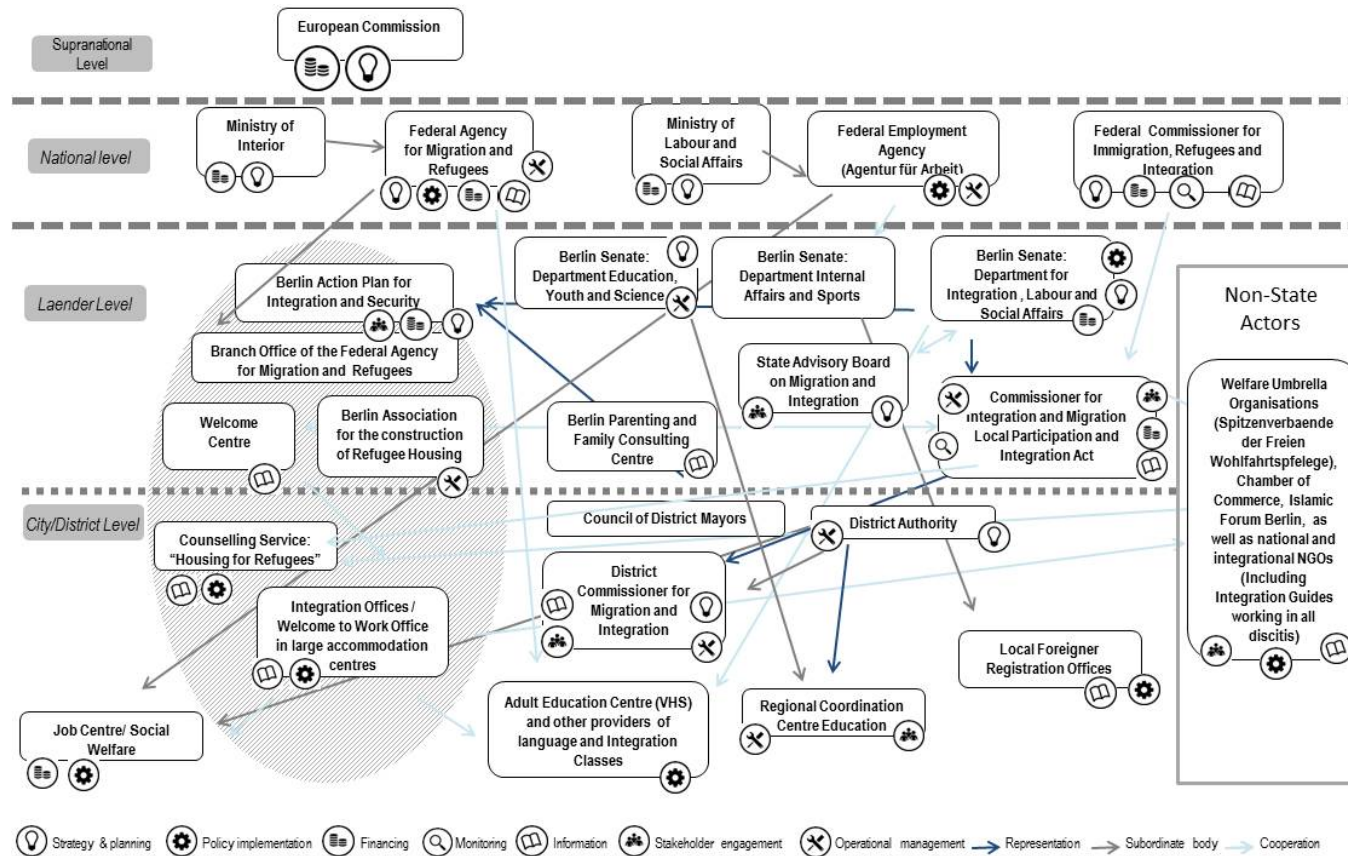 Supranational
Level
European Commission
National level
Ministry of
Interior
Federal Agency
for Migration and
Refugees
Ministry of
Labour and
Social Affairs
Federal Employment
Agency
(Agentur für Arbeit)
Federal Commissioner for
Immigration, Refugees and
Integration
Laender Level
Berlin Action Plan for
Integration and Security
Berlin Senate:
Department Education,
Youth and Science
Berlin Senate:
Department Internal
Affairs and Sports
Berlin Senate:
Department for
Integration , Labour and
Social Affairs
Branch Office of the Federal Agency
for Migration and Refugees
State Advisory Board
on Migration and
Integration
Welcome
Centre
Berlin Association
for the construction
of Refugee Housing
Berlin Parenting and
Family Consulting
Centre
Commissioner for
Integration and Migration
Local Participation and
Integration Act
Non-State
Actors
Welfare Umbrella
Organisations
(Spitzenverbaende
der Freien
Wohlfahrtspfelege),
Chamber of
Commerce, Islamic
Forum Berlin, as
well as national and
integrational NGOs
(Including
Integration Guides
working in all
discitis)
City/District Level
Council of District Mayors
District Authority
Counselling Service:
“Housing for Refugees”
District
Commissioner for
Migration and
Integration
Integration Offices /
Welcome to Work Office
in large accommodation
centres
Local Foreigner
Registration Offices
Adult Education Centre (VHS)
and other providers of
language and Integration
Classes
Regional Coordination
Centre Education
Job Centre/ Social
Welfare
Strategy & planning
Policy implementation
Financing
Monitoring
Information
Stakeholder engagement
Operational management
Representation
Subordinate body
Cooperation